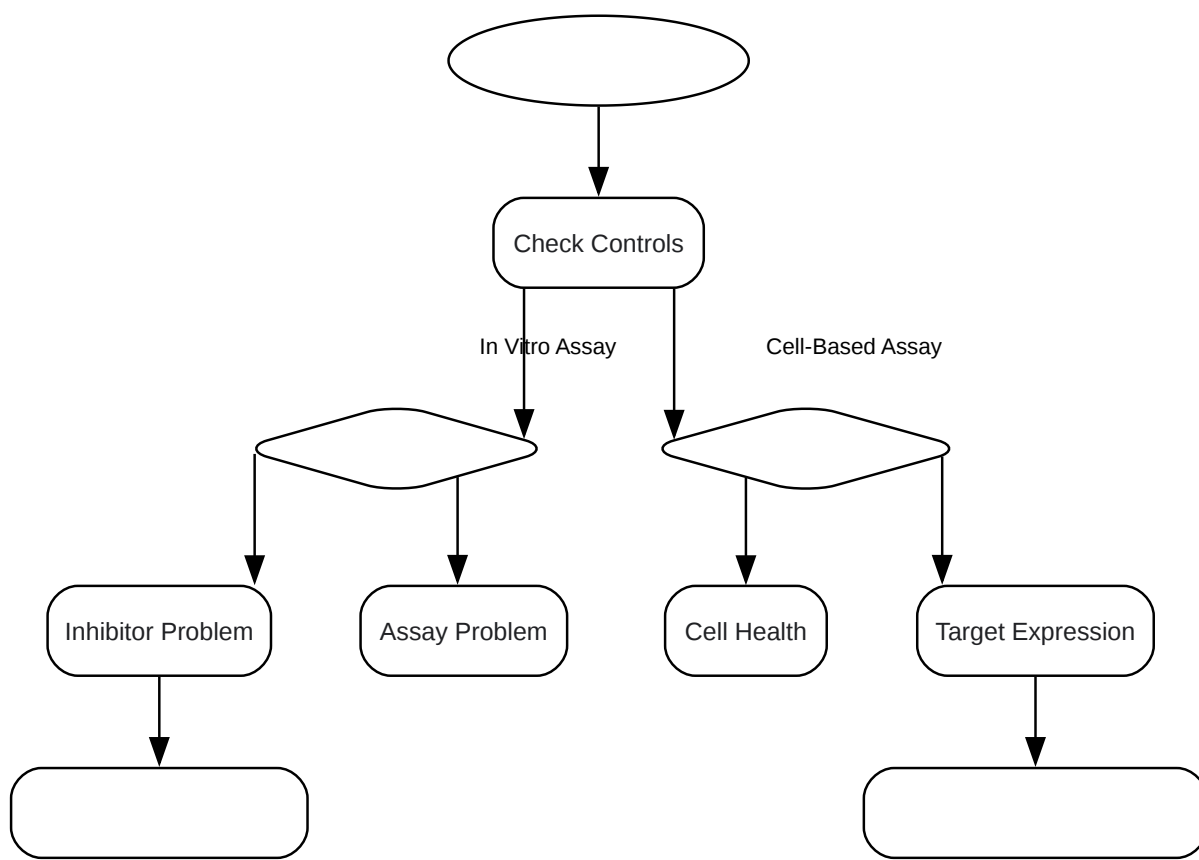 Check Controls
In Vitro Assay
Cell-Based Assay
Inhibitor Problem
Assay Problem
Cell Health
Target Expression